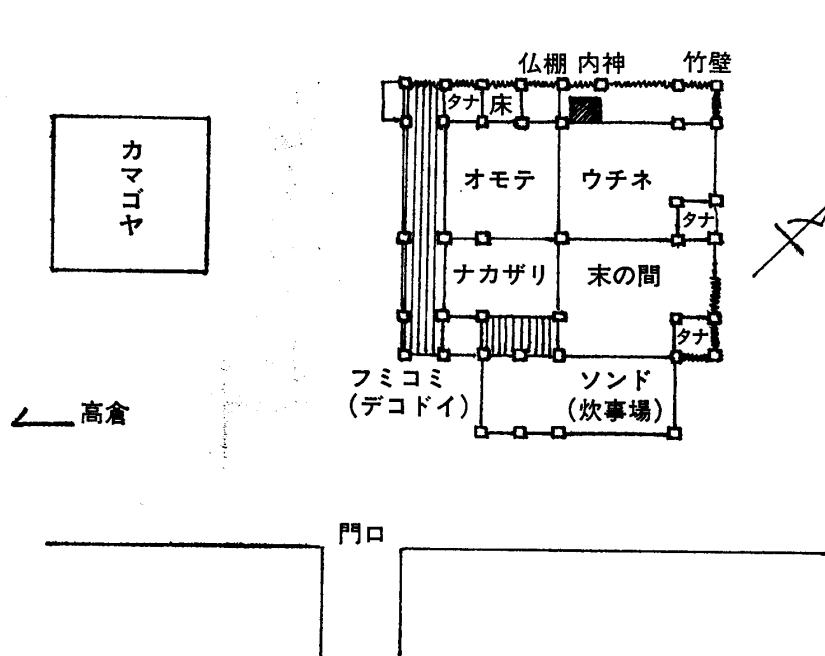 仏棚 内神 竹壁
タナ 床
カマゴヤ
オモテ ウチネ
タナ
ナカザリ 末の間
タナ
フミコミ
(デコドイ)
ソンド
(炊事場)
高倉
門口